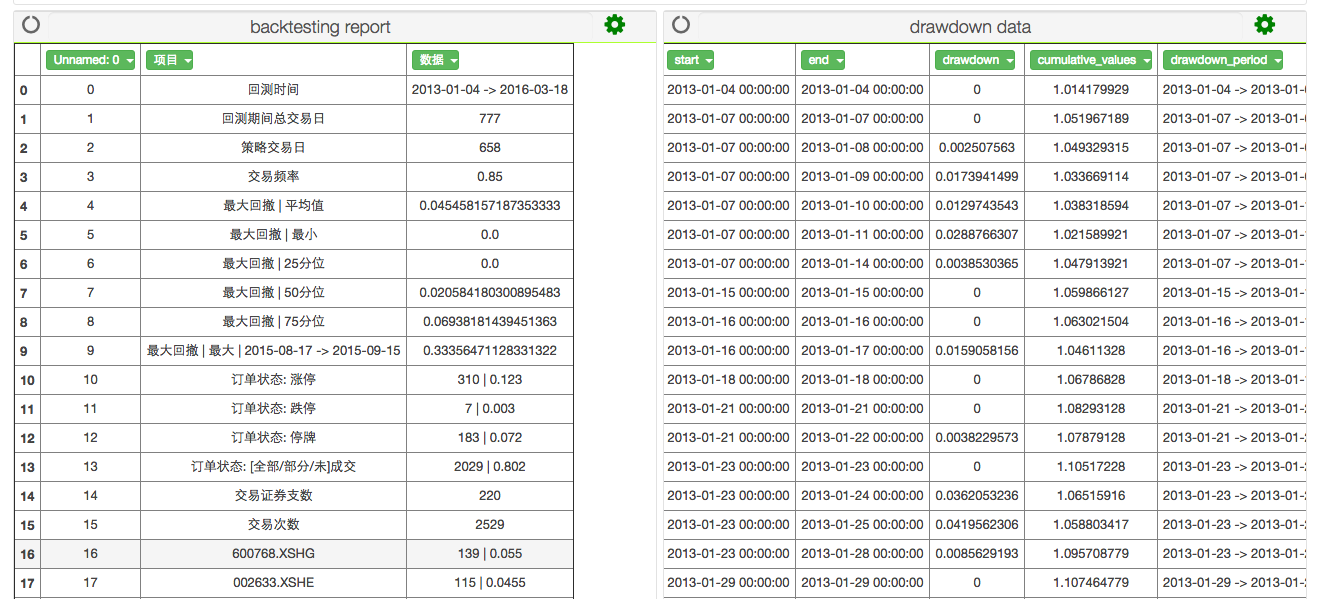 backtesting report
Unnamed: 0 项目 数据
0 0 回测时间 2013-01-04 -> 2016-03-18
1 1 回测期间总交易日 777
2 2 策略交易日 658
3 3 交易频率 0.85
4 4 最大回撤 | 平均值 0.045458157187353333
5 5 最大回撤 | 最小 0.0
6 6 最大回撤 | 25分位 0.0
7 7 最大回撤 | 50分位 0.020584180300895483
8 8 最大回撤 | 75分位 0.06938181439451363
9 9 最大回撤 | 最大 | 2015-08-17 -> 2015-09-15 0.33356471128331322
10 10 订单状态: 涨停 310 | 0.123
11 11 订单状态: 跌停 7 | 0.003
12 12 订单状态: 停牌 183 | 0.072
13 13 订单状态: [全部/部分/未]成交 2029 | 0.802
14 14 交易证券支数 220
15 15 交易次数 2529
16 16 600768.XSHG 139 | 0.055
17 17 002633.XSHE 115 | 0.0455
drawdown data
start end drawdown cumulative_values drawdown_period
2013-01-04 00:00:00 2013-01-04 00:00:00 0 1.014179929 2013-01-04 -> 2013-01-
2013-01-07 00:00:00 2013-01-07 00:00:00 0 1.051967189 2013-01-07 -> 2013-01-
2013-01-07 00:00:00 2013-01-08 00:00:00 0.002507563 1.049329315 2013-01-07 -> 2013-01-
2013-01-07 00:00:00 2013-01-09 00:00:00 0.0173941499 1.033669114 2013-01-07 -> 2013-01-
2013-01-07 00:00:00 2013-01-10 00:00:00 0.0129743543 1.038318594 2013-01-07 -> 2013-01-
2013-01-07 00:00:00 2013-01-11 00:00:00 0.0288766307 1.021589921 2013-01-07 -> 2013-01-
2013-01-07 00:00:00 2013-01-14 00:00:00 0.0038530365 1.047913921 2013-01-07 -> 2013-01-
2013-01-15 00:00:00 2013-01-15 00:00:00 0 1.059866127 2013-01-15 -> 2013-01-
2013-01-16 00:00:00 2013-01-16 00:00:00 0 1.063021504 2013-01-16 -> 2013-01-
2013-01-16 00:00:00 2013-01-17 00:00:00 0.0159058156 1.04611328 2013-01-16 -> 2013-01-
2013-01-18 00:00:00 2013-01-18 00:00:00 0 1.06786828 2013-01-18 -> 2013-01-
2013-01-21 00:00:00 2013-01-21 00:00:00 0 1.08293128 2013-01-21 -> 2013-01-
2013-01-21 00:00:00 2013-01-22 00:00:00 0.0038229573 1.07879128 2013-01-21 -> 2013-01-
2013-01-23 00:00:00 2013-01-23 00:00:00 0 1.10517228 2013-01-23 -> 2013-01-
2013-01-23 00:00:00 2013-01-24 00:00:00 0.0362053236 1.06515916 2013-01-23 -> 2013-01-
2013-01-23 00:00:00 2013-01-25 00:00:00 0.0419562306 1.058803417 2013-01-23 -> 2013-01-
2013-01-23 00:00:00 2013-01-28 00:00:00 0.0085629193 1.095708779 2013-01-23 -> 2013-01-
2013-01-29 00:00:00 2013-01-29 00:00:00 0 1.107464779 2013-01-29 -> 2013-01-